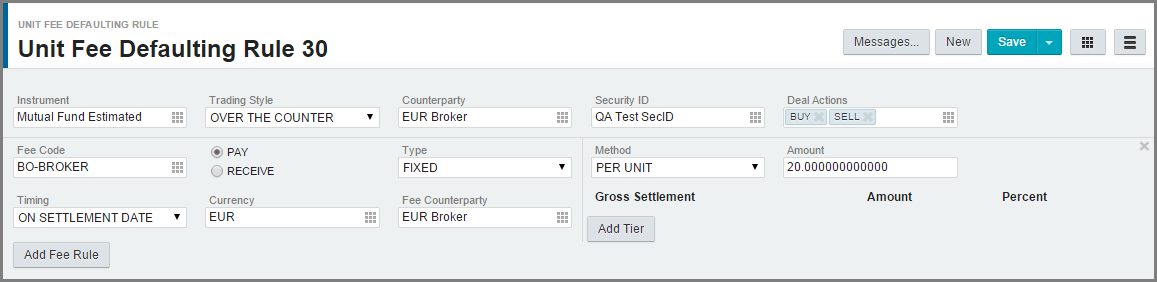 UNIT FEE DEFAULTING RULE
Unit Fee Defaulting Rule 30
Messages... New Save
Instrument Trading Style Counterparty Security ID Deal Actions
Mutual Fund Estimated OVER THE COUNTER EUR Broker QA Test SecID BUY SELL
Fee Code PAY Type Method Amount
BO-BROKER RECEIVE FIXED PER UNIT 20.000000000000
Timing Currency Fee Counterparty Gross Settlement Amount Percent
ON SETTLEMENT DATE EUR EUR Broker Add Tier
Add Fee Rule